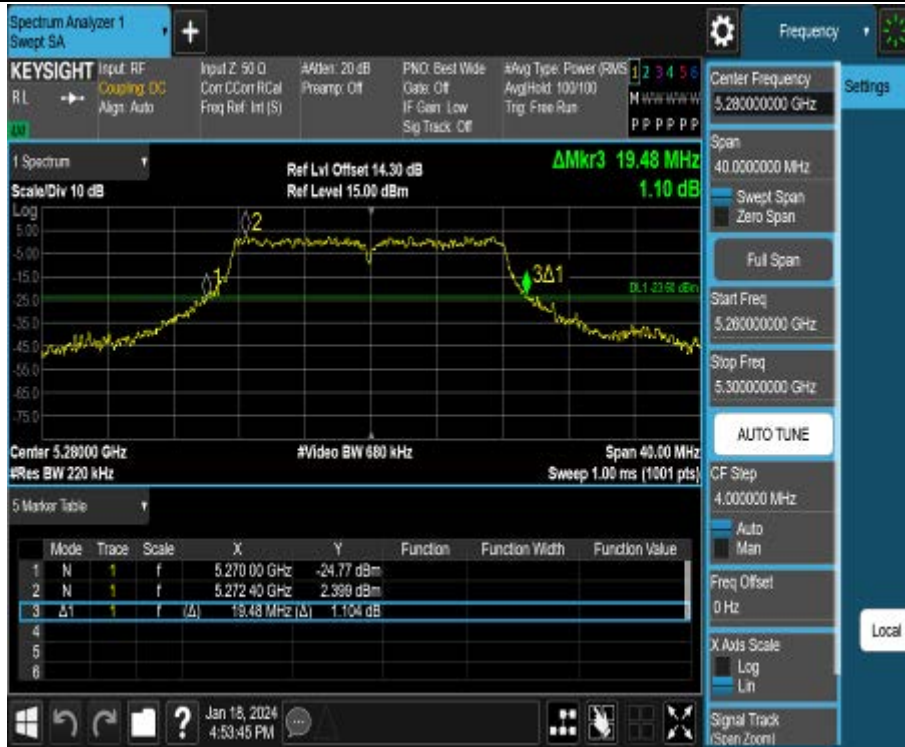 Spectrum Analyzer 1
Swept SA
+
Frequency
KEYSIGHT
RL
Input: RF
Coupling: DC
Align: Auto
Input Z: 50 Ω
Corr CCorr RCal
Freq Ref: Int (S)
#Atten: 20 dB
Preamp: Off
PNO: Best Wide
Gate: Off
IF Gain: Low
Sig Track: Off
#Avg Type: Power (RMS
Avg|Hold: 100/100
Trig: Free Run
1 2 3 4 5 6
M W W W W W
P P P P P P
Center Frequency
5.280000000 GHz
Settings
Span
40.0000000 MHz
Swept Span
Zero Span
Full Span
Start Freq
5.260000000 GHz
Stop Freq
5.300000000 GHz
AUTO TUNE
CF Step
4.000000 MHz
Auto
Man
Freq Offset
0 Hz
X Axis Scale
Log
Lin
Signal Track
(Span Zoom)
Local
1 Spectrum
Scale/Div 10 dB
Ref Lvl Offset 14.30 dB
Ref Level 15.00 dBm
ΔMkr3 19.48 MHz
1.10 dB
Log
5.00
-5.00
-15.0
-25.0
-35.0
-45.0
-55.0
-65.0
-75.0
2
1
3Δ1
DL1 -23.60 dBm
Center 5.28000 GHz
#Res BW 220 kHz
#Video BW 680 kHz
Span 40.00 MHz
Sweep 1.00 ms (1001 pts)
5 Marker Table
Mode Trace Scale X Y Function Function Width Function Value
1 N 1 f 5.270 00 GHz -24.77 dBm
2 N 1 f 5.272 40 GHz 2.399 dBm
3 Δ1 1 f (Δ) 19.48 MHz (Δ) 1.104 dB
4
5
6
?
Jan 18, 2024
4:53:45 PM